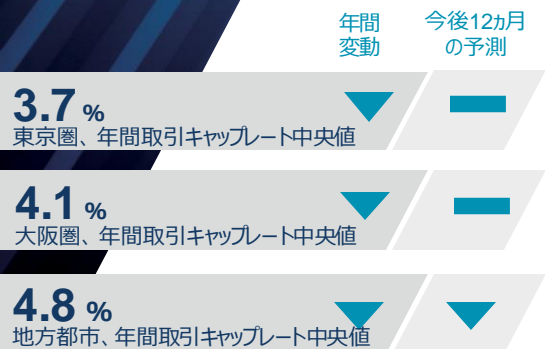 年間 今後12ヵ月
変動 の予測
3.7 %
東京圏、年間取引キャップレート中央値
4.1 %
大阪圏、年間取引キャップレート中央値
4.8 %
地方都市、年間取引キャップレート中央値